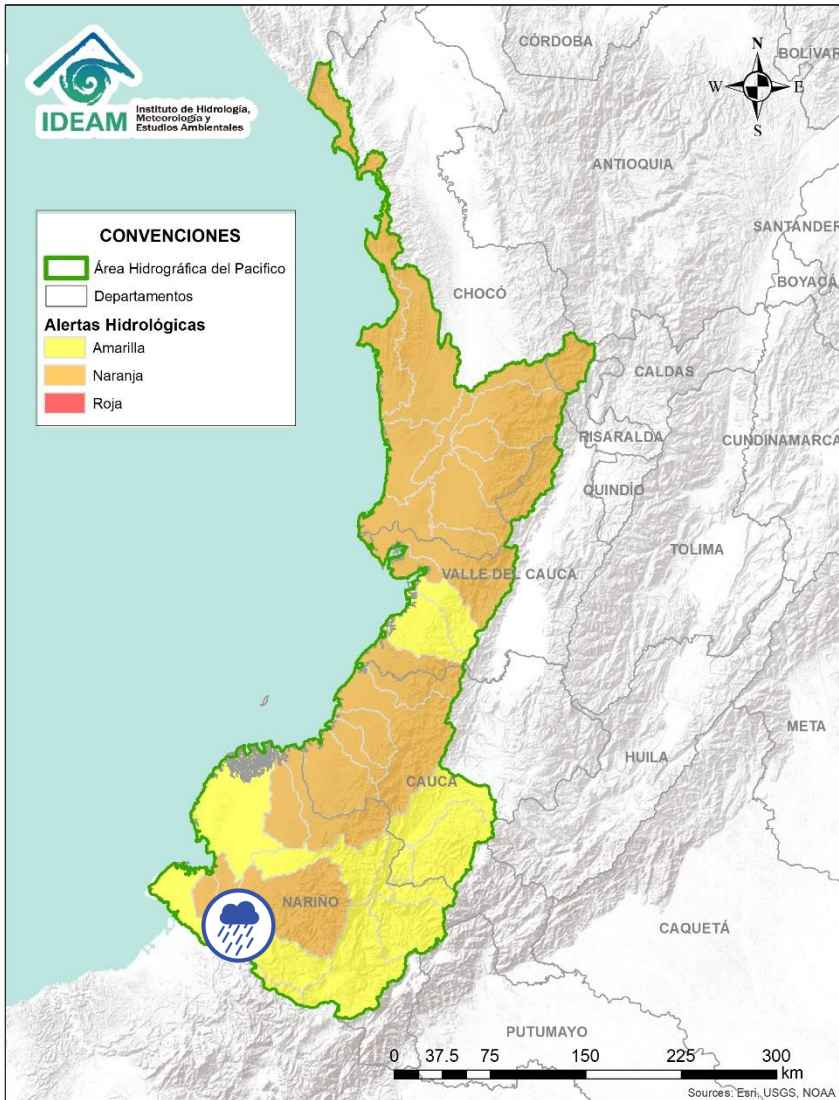 IDEAM
Instituto de Hidrología,
Meteorología y
Estudios Ambientales
CÓRDOBA
BOLÍVAR
N
W
E
S
ANTIOQUIA
SANTANDER
BOYACÁ
CONVENCIONES
Área Hidrográfica del Pacifico
Departamentos
Alertas Hidrológicas
Amarilla
Naranja
Roja
CHOCÓ
CALDAS
RISARALDA
CUNDINAMARCA
QUINDÍO
TOLIMA
VALLE DEL CAUCA
META
HUILA
CAUCA
NARIÑO
CAQUETÁ
PUTUMAYO
0 37.5 75 150 225 300
km
Sources: Esri, USGS, NOAA